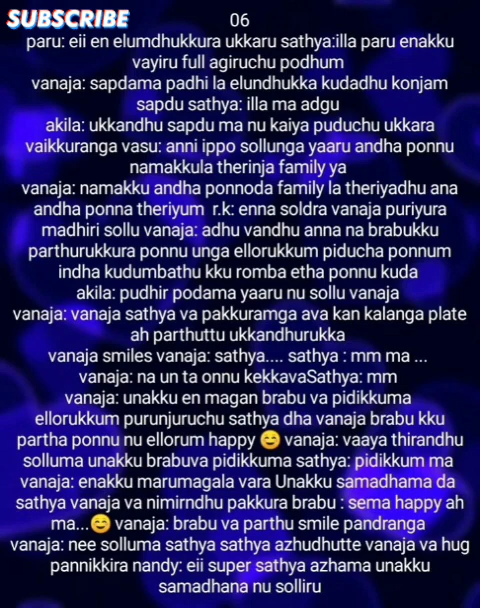 SUBSCRIBE
06
paru: eii en elumdhukkura ukkaru sathya:illa paru enakku
vayiru full agiruchu podhum
vanaja: sapdama padhi la elundhukka kudadhu konjam
sapdu sathya: illa ma adgu
akila: ukkandhu sapdu ma nu kaiya puduchu ukkara
vaikkuranga vasu: anni ippo sollunga yaaru andha ponnu
namakkula therinja family ya
vanaja: namakku andha ponnoda family la theriyadhu ana
andha ponna theriyum  r.k: enna soldra vanaja puriyura
madhiri sollu vanaja: adhu vandhu anna na brabukku
parthurukkura ponnu unga ellorukkum piducha ponnum
indha kudumbathu kku romba etha ponnu kuda
akila: pudhir podama yaaru nu sollu vanaja
vanaja: vanaja sathya va pakkuramga ava kan kalanga plate
ah parthuttu ukkandhurukka
vanaja smiles vanaja: sathya.... sathya : mm ma ...
vanaja: na un ta onnu kekkavaSathya: mm
vanaja: unakku en magan brabu va pidikkuma
ellorukkum purunjuruchu sathya dha vanaja brabu kku
partha ponnu nu ellorum happy 😊 vanaja: vaaya thirandhu
solluma unakku brabuva pidikkuma sathya: pidikkum ma
vanaja: enakku marumagala vara Unakku samadhama da
sathya vanaja va nimirndhu pakkura brabu : sema happy ah
ma...😊 vanaja: brabu va parthu smile pandranga
vanaja: nee solluma sathya sathya azhudhutte vanaja va hug
pannikkira nandy: eii super sathya azhama unakku
samadhana nu solliru